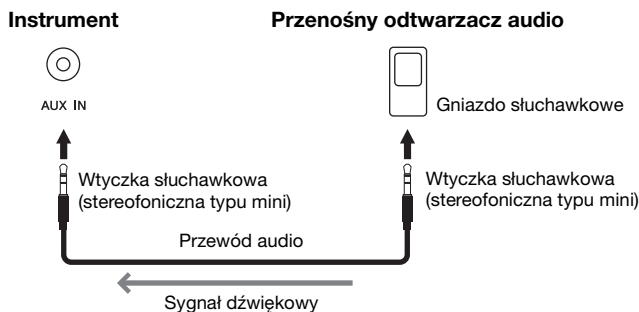 Instrument
Przenośny odtwarzacz audio
AUX IN
Gniazdo słuchawkowe
Wtyczka słuchawkowa
(stereofoniczna typu mini)
Wtyczka słuchawkowa
(stereofoniczna typu mini)
Przewód audio
Sygnał dźwiękowy